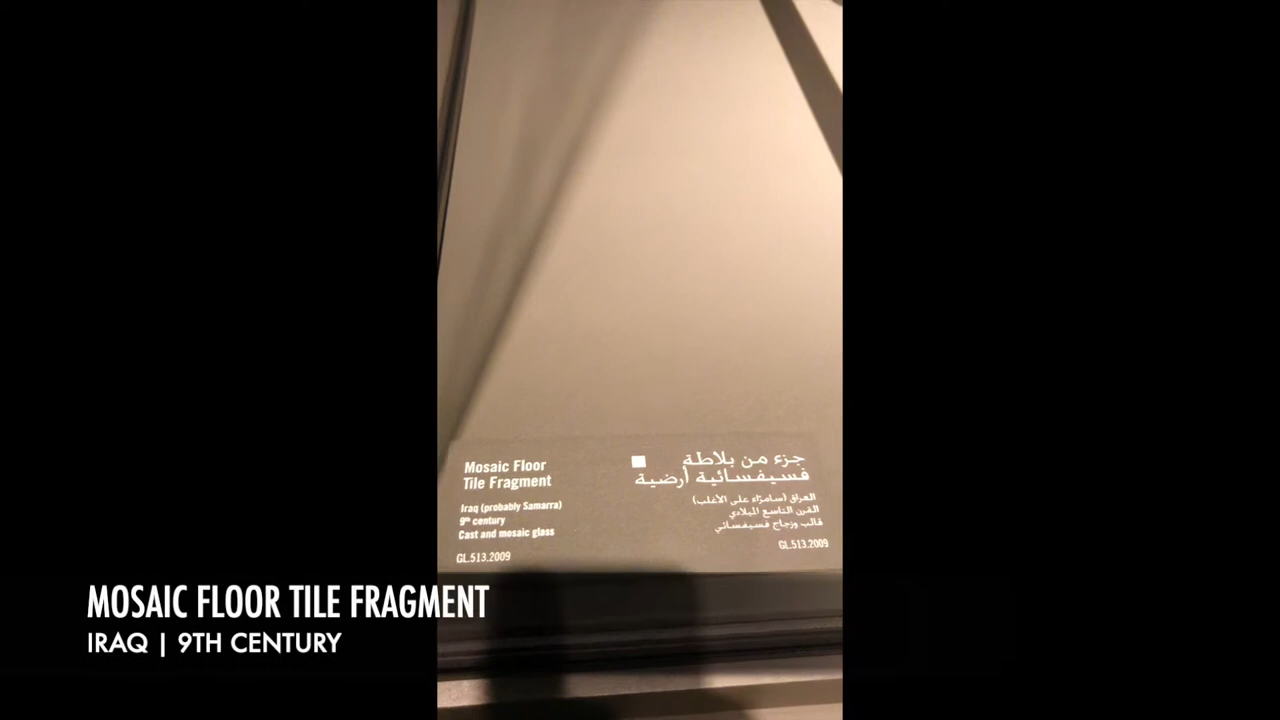 Mosaic Floor
Tile Fragment
Iraq (probably Samarra)
9th century
Cast and mosaic glass
GL.513.2009
جزء من بلاطة
فسيفسائية أرضية
العراق (سامرّاء على الأغلب)
القرن التاسع الميلادي
قالب وزجاج فسيفسائي
GL.513.2009
MOSAIC FLOOR TILE FRAGMENT
IRAQ | 9TH CENTURY